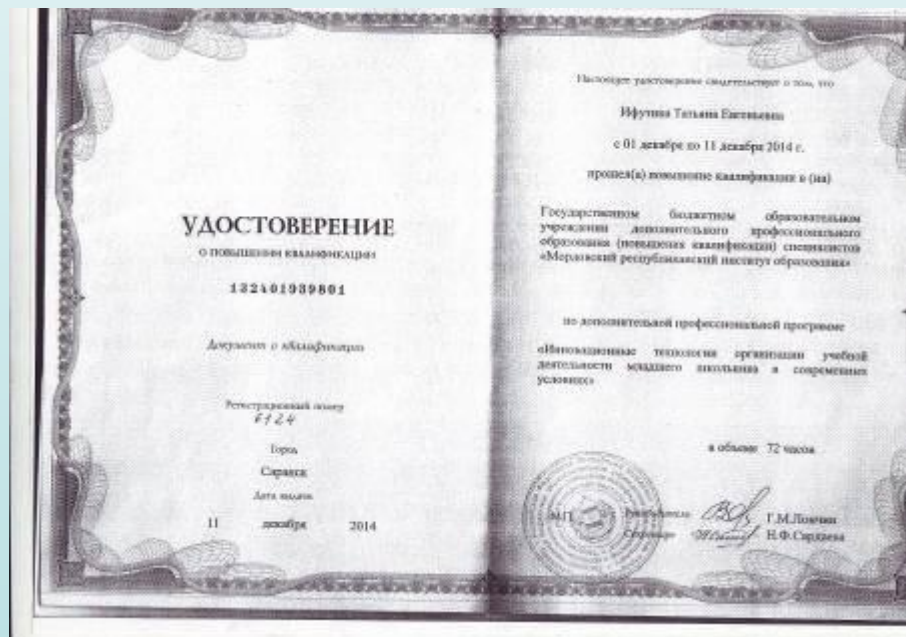 УДОСТОВЕРЕНИЕ
О ПОВЫШЕНИИ КВАЛИФИКАЦИИ
132401939801
Документ о квалификации
Регистрационный номер
6124
Город
Саранск
Дата выдачи
11 декабря 2014
Настоящее удостоверение свидетельствует о том, что
Татьяна Евгеньевна
с 01 декабря по 11 декабря 2014 г.
прошел(а) повышение квалификации в (на)
Государственном бюджетном образовательном
учреждении дополнительного профессионального
образования (повышения квалификации) специалистов
«Мордовский республиканский институт образования»
по дополнительной профессиональной программе
«Инновационные технологии организации учебной
деятельности младшего школьника в современных
условиях»
в объеме 72 часов
М.П.
Руководитель
Секретарь Н.Ф.